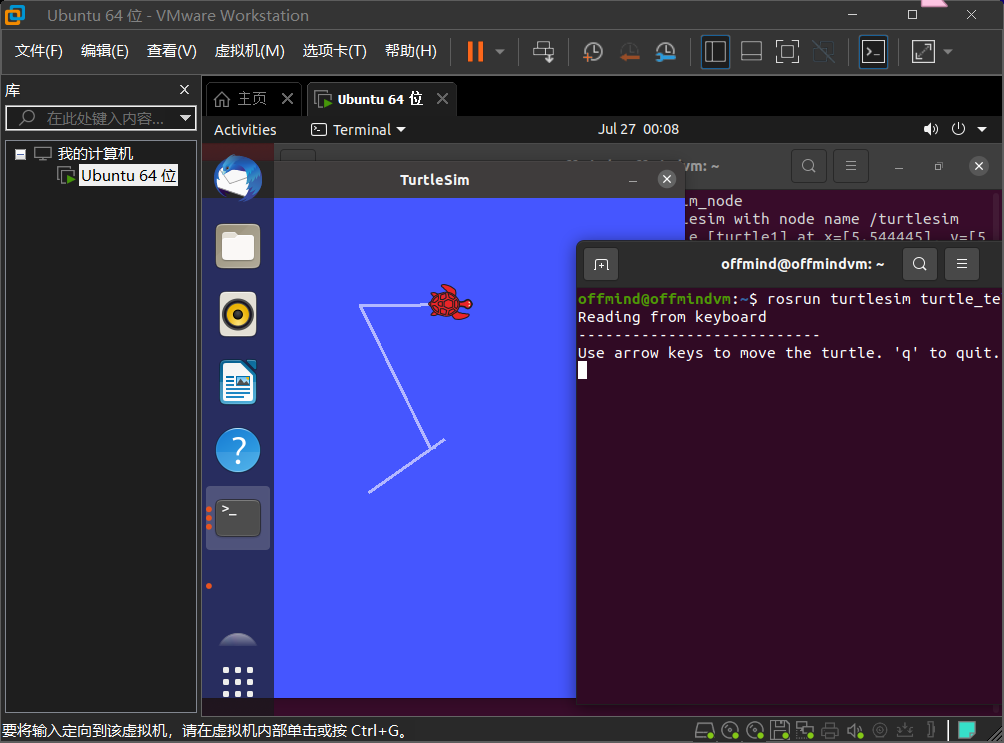 Ubuntu 64 位 - VMware Workstation
文件(F) 编辑(E) 查看(V) 虚拟机(M) 选项卡(T) 帮助(H)
库
在此处键入内容...
我的计算机
Ubuntu 64 位
主页
Ubuntu 64 位
Activities
Terminal
Jul 27 00:08
TurtleSim
vm: ~
m_node
lesim with node name /turtlesim
[turtle1] at x=[5.544445], y=[5
offmind@offmindvm: ~
offmind@offmindvm:~$ rosrun turtlesim turtle_te
Reading from keyboard
---------------------------
Use arrow keys to move the turtle. 'q' to quit.
>_
要将输入定向到该虚拟机，请在虚拟机内部单击或按 Ctrl+G。